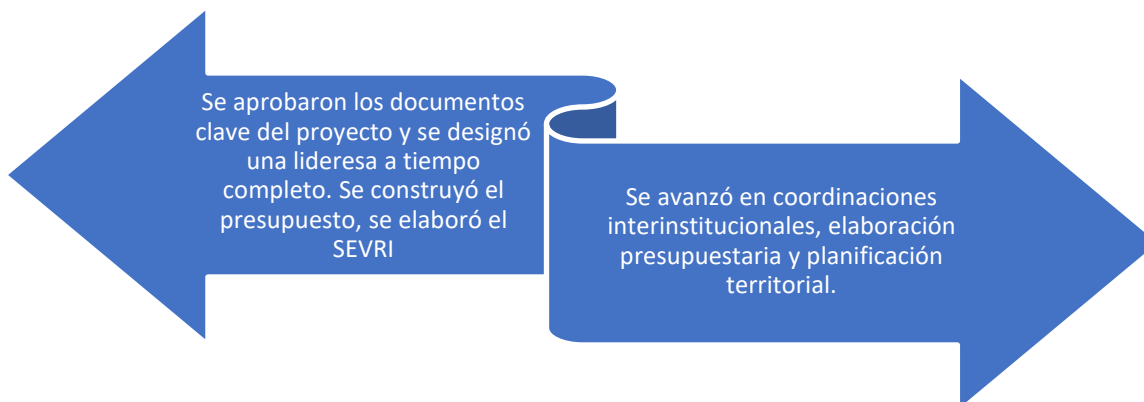 Se aprobaron los documentos
clave del proyecto y se designó
una lideresa a tiempo
completo. Se construyó el
presupuesto, se elaboró el
SEVRI
Se avanzó en coordinaciones
interinstitucionales, elaboración
presupuestaria y planificación
territorial.